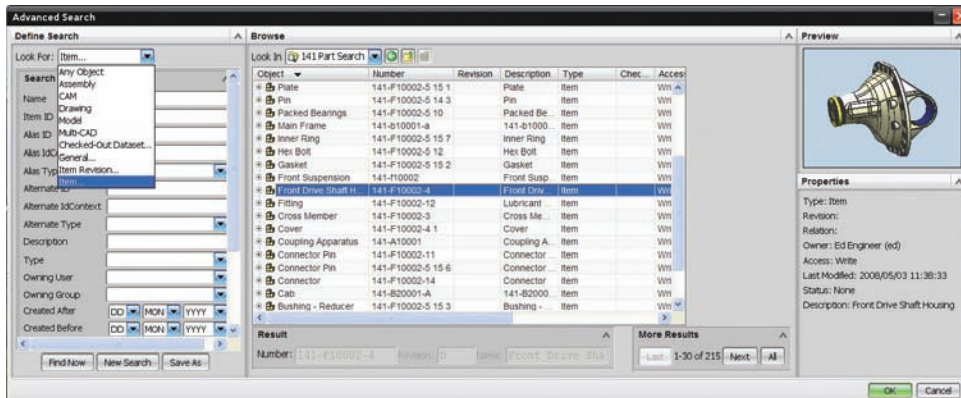 Advanced Search
Define Search
Look For: Item...
Any Object
Assembly
CAM
Drawing
Model
Multi-CAD
Checked-Out Dataset...
General...
Item Revision...
Item...
Search
Name
Item ID
Alias ID
Alias IdCo
Alias Typ
Alternate ID
Alternate IdContext
Alternate Type
Description
Type
Owning User
Owning Group
Created After DD MON YYYY
Created Before DD MON YYYY
Find Now New Search Save As
Browse
Look In 141 Part Search
Object Number Revision Description Type Chec... Access
Plate 141-F10002-5 15 1 Plate Item Wri
Pin 141-F10002-5 14 3 Pin Item Wri
Packed Bearings 141-F10002-5 10 Packed Be... Item Wri
Main Frame 141-b10001-a 141-b1000... Item Wri
Inner Ring 141-F10002-5 15 7 Inner Ring Item Wri
Hex Bolt 141-F10002-5 12 Hex Bolt Item Wri
Gasket 141-F10002-5 15 2 Gasket Item Wri
Front Suspension 141-f10002 Front Susp... Item Wri
Front Drive Shaft H... 141-F10002-4 Front Driv... Item Wri
Fitting 141-F10002-12 Lubricant ... Item Wri
Cross Member 141-F10002-3 Cross Me... Item Wri
Cover 141-F10002-4 1 Cover Item Wri
Coupling Apparatus 141-A10001 Coupling A... Item Wri
Connector Pin 141-F10002-11 Connector ... Item Wri
Connector Pin 141-F10002-5 15 6 Connector ... Item Wri
Connector 141-F10002-14 Connector Item Wri
Cab 141-B20001-A 141-B2000... Item Wri
Bushing - Reducer 141-F10002-5 15 3 Bushing - ... Item Wri
Result
Number: 141-F10002-4 Revision: 0 Name: Front Drive Sha
More Results
Last 1-30 of 215 Next All
Preview
Properties
Type: Item
Revision:
Relation:
Owner: Ed Engineer (ed)
Access: Write
Last Modified: 2008/05/03 11:38:33
Status: None
Description: Front Drive Shaft Housing
OK Cancel